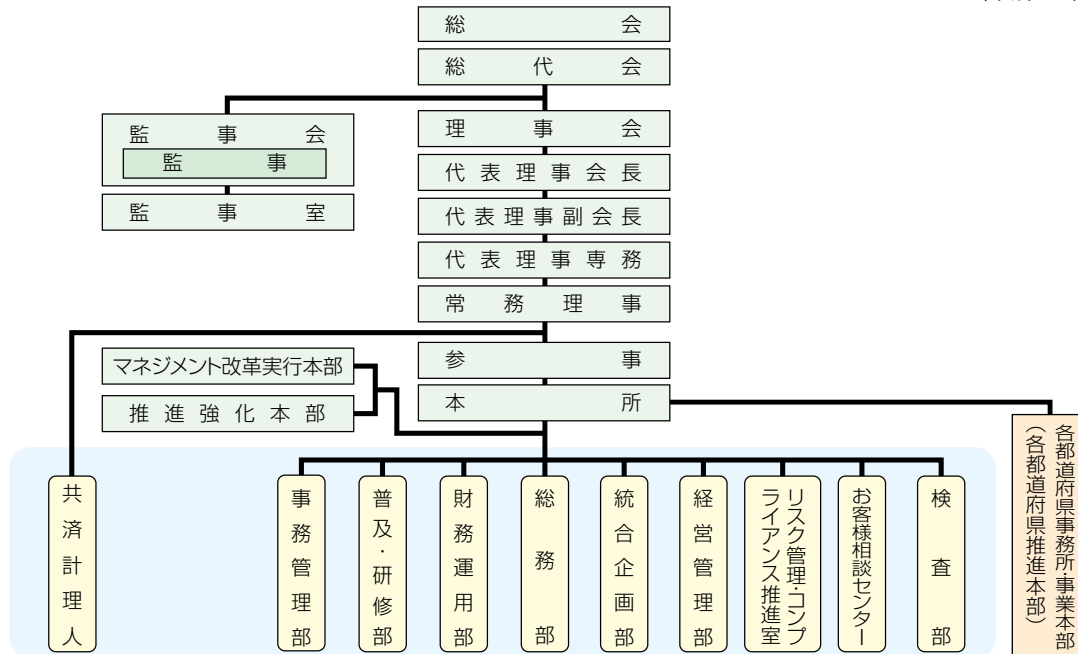 総会
総代会
監事会
監事
監事室
理事会
代表理事会長
代表理事副会長
代表理事専務
常務理事
参事
本所
マネジメント改革実行本部
推進強化本部
共済計理人
事務管理部
普及・研修部
財務運用部
総務部
統合企画部
経営管理部
リスク管理・コンプ
ライアンス推進室
お客様相談センター
検査部
各都道府県事務所・事業本部
（各都道府県推進本部）